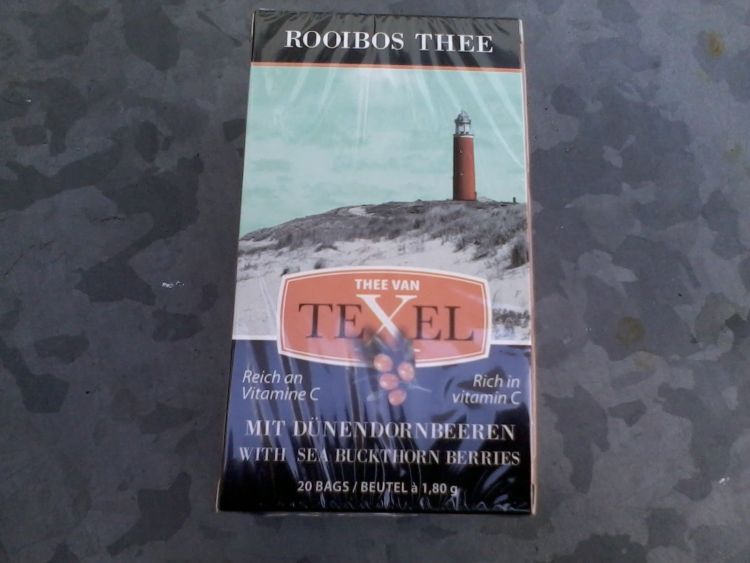 ROOIBOS THEE
THEE VAN
TEXEL
Reich an
Vitamine C
Rich in
vitamin C
MIT DÜNENDORNBEEREN
WITH SEA BUCKTHORN BERRIES
20 BAGS / BEUTEL à 1,80 g